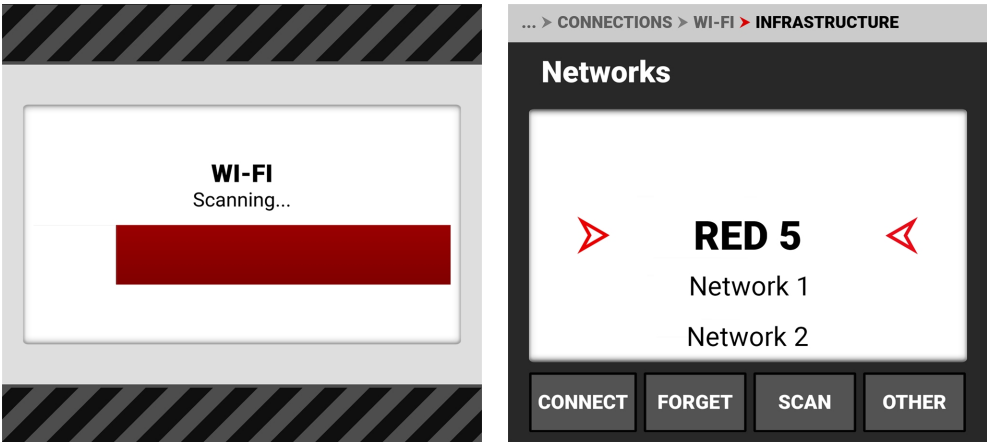 WI-FI
Scanning...
... > CONNECTIONS > WI-FI > INFRASTRUCTURE
Networks
RED 5
Network 1
Network 2
CONNECT FORGET SCAN OTHER